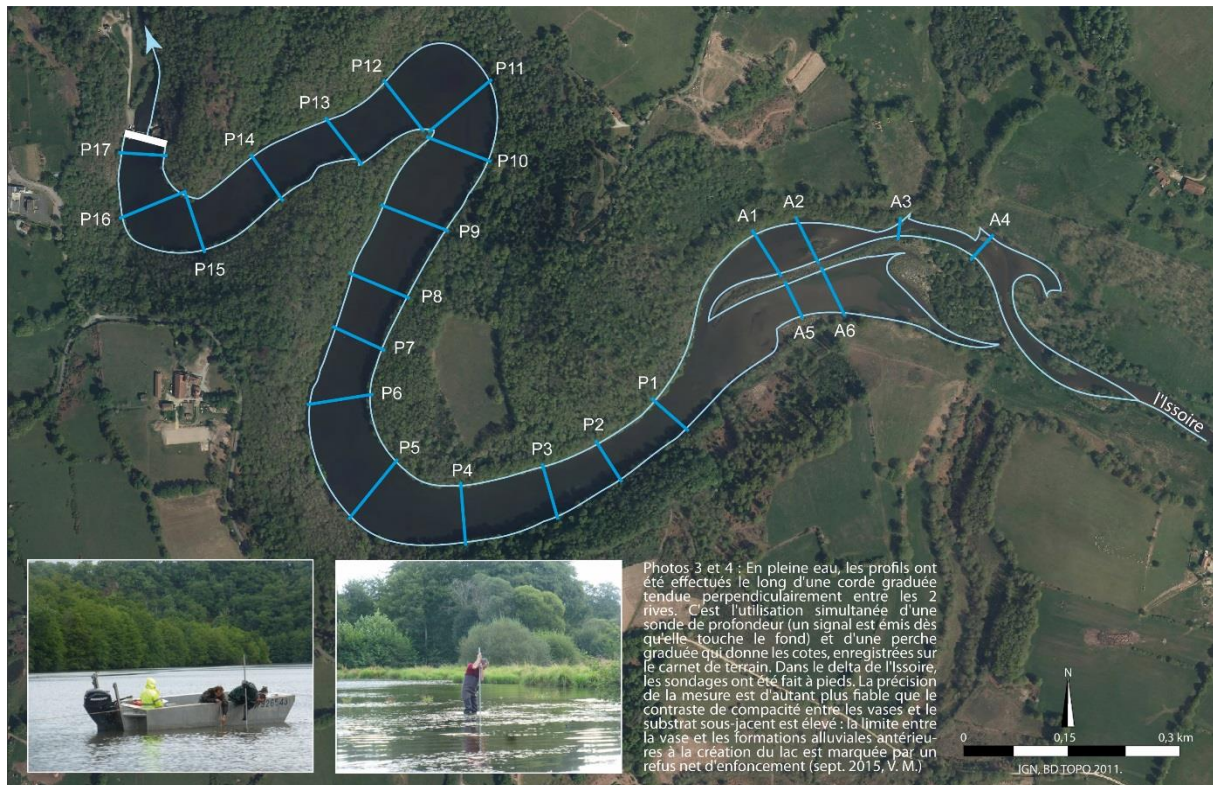 P12
P11
P13
P14
P17
P10
P16
P9
P15
A1
A2
A3
A4
P8
A5
A6
P7
P6
P1
l'Issoire
P2
P5
P3
P4
Photos 3 et 4 : En pleine eau, les profils ont
été effectués le long d'une corde graduée
tendue perpendiculairement entre les 2
rives. C'est l'utilisation simultanée d'une
sonde de profondeur (un signal est émis dès
qu'elle touche le fond) et d'une perche
graduée qui donne les cotes, enregistrées sur
le carnet de terrain. Dans le delta de l'Issoire,
les sondages ont été fait à pieds. La précision
de la mesure est d'autant plus fiable que le
contraste de compacité entre les vases et le
substrat sous-jacent est élevé : la limite entre
la vase et les formations alluviales antérieu-
res à la création du lac est marquée par un
refus net d'enfoncement (sept. 2015, V. M.)
N
0 0,15 0,3 km
IGN, BD TOPO 2011.